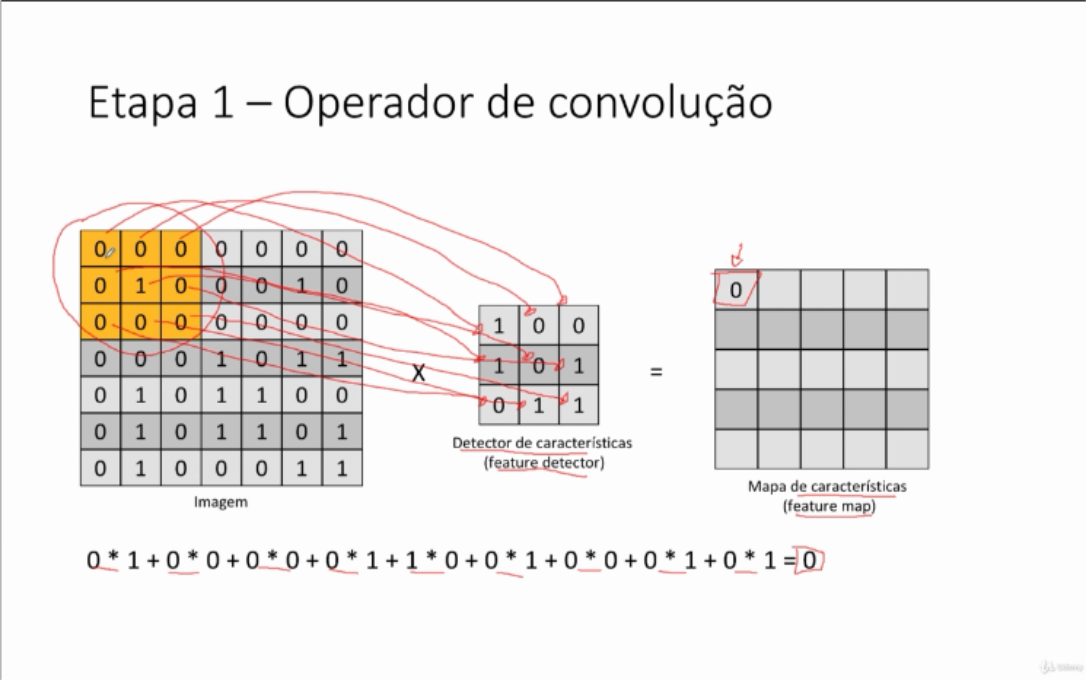 Etapa 1 – Operador de convolução
0 0 0 0 0 0 0
0 1 0 0 0 1 0
0 0 0 0 0 0 0
0 0 0 1 0 1 1
0 1 0 1 1 0 0
0 1 0 1 1 0 1
0 1 0 0 0 1 1
Imagem
X
1 0 0
1 0 1
0 1 1
Detector de características
(feature detector)
=
0
Mapa de características
(feature map)
0 * 1 + 0 * 0 + 0 * 0 + 0 * 1 + 1 * 0 + 0 * 1 + 0 * 0 + 0 * 1 + 0 * 1 = 0
Udemy